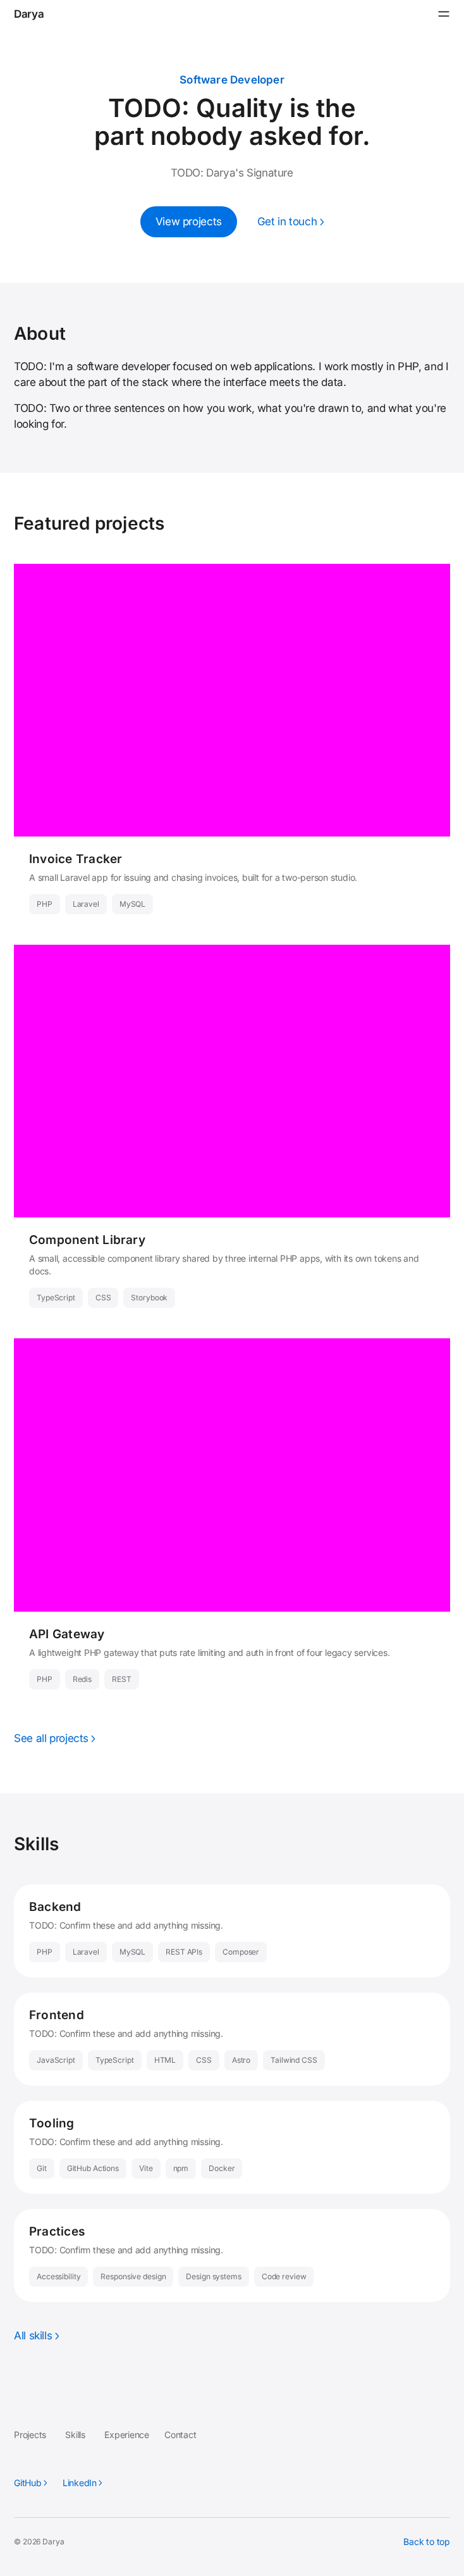 Darya
Software Developer
TODO: Quality is the
part nobody asked for.
TODO: Darya's Signature
View projects
Get in touch
About
TODO: I'm a software developer focused on web applications. I work mostly in PHP, and I
care about the part of the stack where the interface meets the data.
TODO: Two or three sentences on how you work, what you're drawn to, and what you're
looking for.
Featured projects
Invoice Tracker
A small Laravel app for issuing and chasing invoices, built for a two-person studio.
PHP Laravel MySQL
Component Library
A small, accessible component library shared by three internal PHP apps, with its own tokens and
docs.
TypeScript CSS Storybook
API Gateway
A lightweight PHP gateway that puts rate limiting and auth in front of four legacy services.
PHP Redis REST
See all projects
Skills
Backend
TODO: Confirm these and add anything missing.
PHP Laravel MySQL REST APIs Composer
Frontend
TODO: Confirm these and add anything missing.
JavaScript TypeScript HTML CSS Astro Tailwind CSS
Tooling
TODO: Confirm these and add anything missing.
Git GitHub Actions Vite npm Docker
Practices
TODO: Confirm these and add anything missing.
Accessibility Responsive design Design systems Code review
All skills
Projects Skills Experience Contact
GitHub LinkedIn
© 2026 Darya Back to top